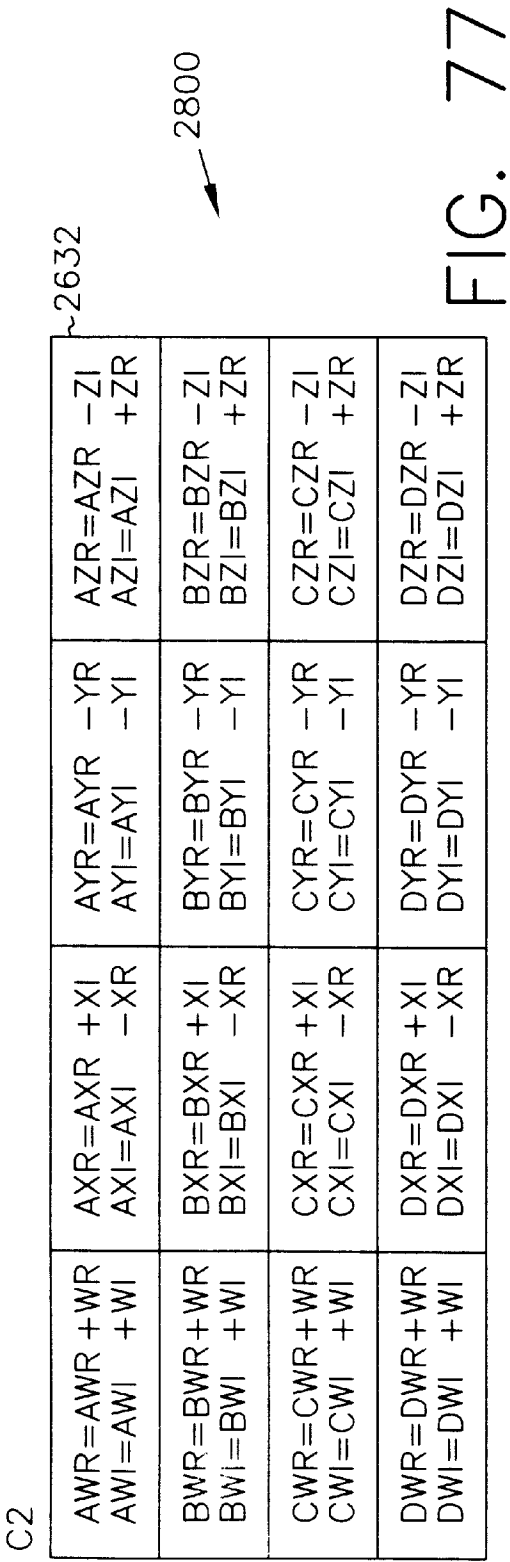 C2
AWR=AWR+WR AXR=AXR +XI AYR=AYR −YR AZR=AZR −ZI
AWI=AWI +WI AXI=AXI −XR AYI=AYI −YI AZI=AZI +ZR
BWR=BWR+WR BXR=BXR +XI BYR=BYR −YR BZR=BZR −ZI
BWI=BWI +WI BXI=BXI −XR BYI=BYI −YI BZI=BZI +ZR
CWR=CWR+WR CXR=CXR +XI CYR=CYR −YR CZR=CZR −ZI
CWI=CWI +WI CXI=CXI −XR CYI=CYI −YI CZI=CZI +ZR
DWR=DWR+WR DXR=DXR +XI DYR=DYR −YR DZR=DZR −ZI
DWI=DWI +WI DXI=DXI −XR DYI=DYI −YI DZI=DZI +ZR
2632
2800
FIG. 77